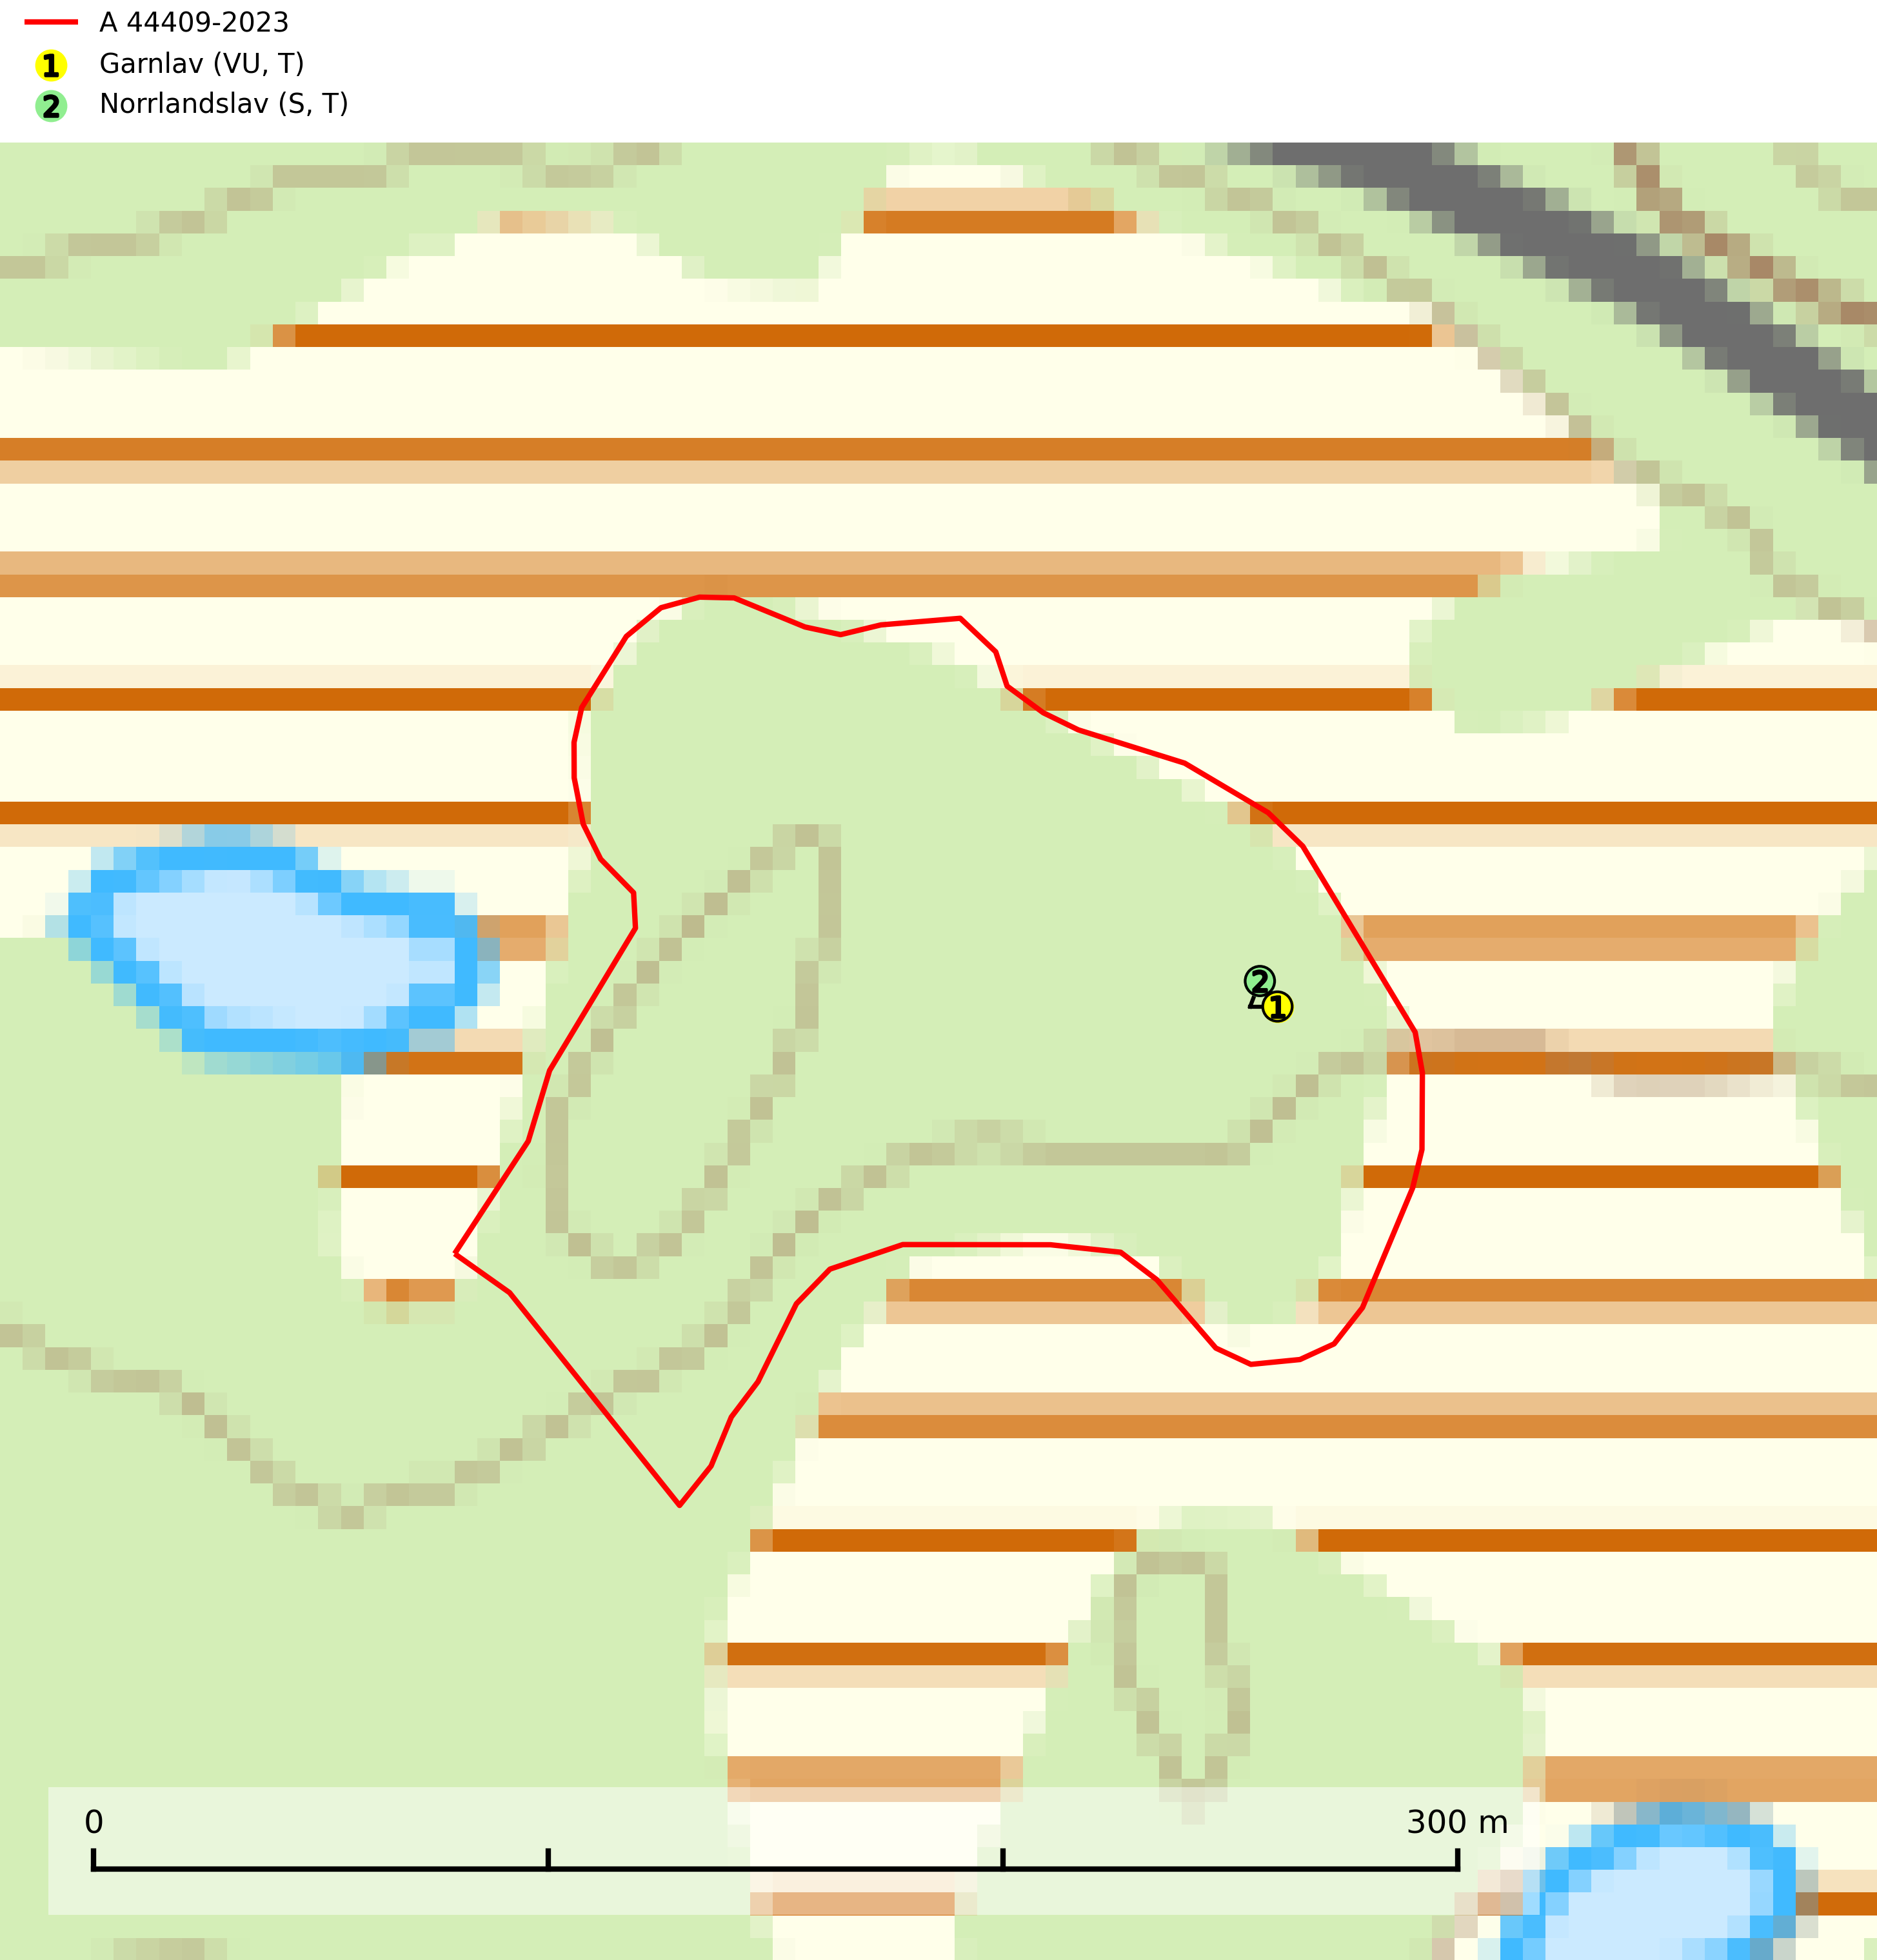 A 44409-2023
1 Garnlav (VU, T)
2 Norrlandslav (S, T)
2
1
0 300 m